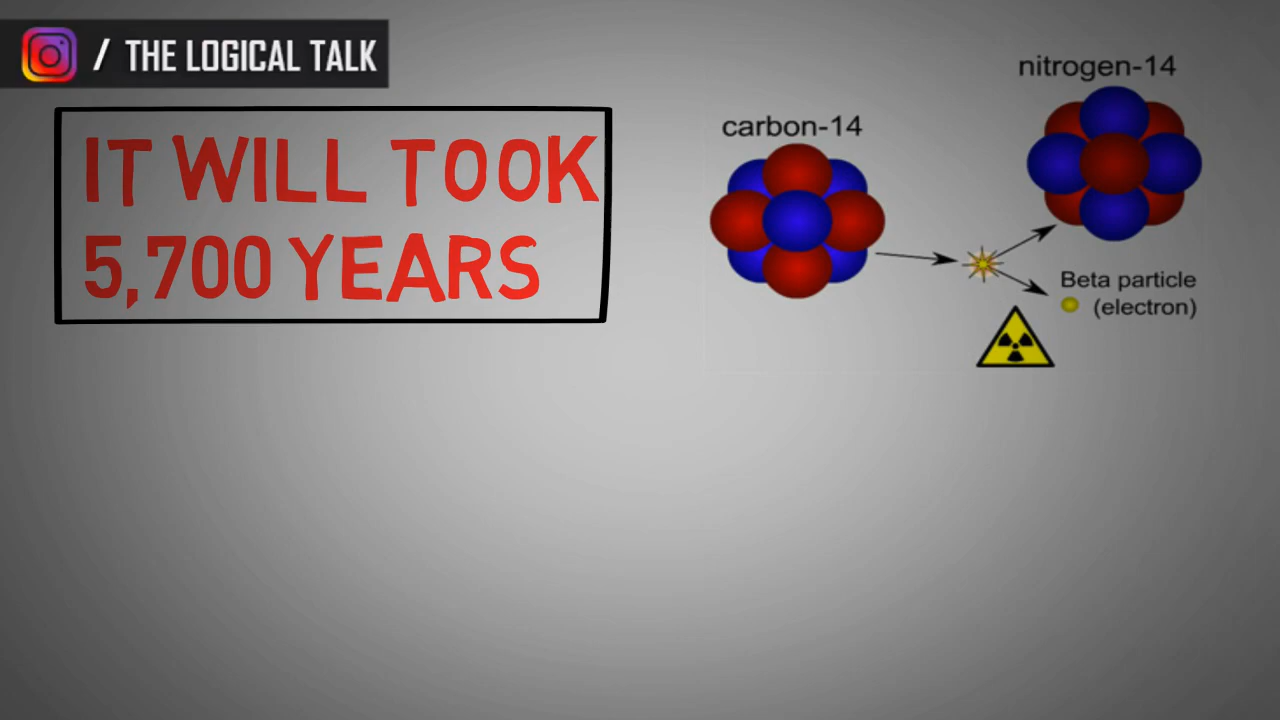 / THE LOGICAL TALK
IT WILL TOOK
5,700 YEARS
carbon-14
nitrogen-14
Beta particle
(electron)